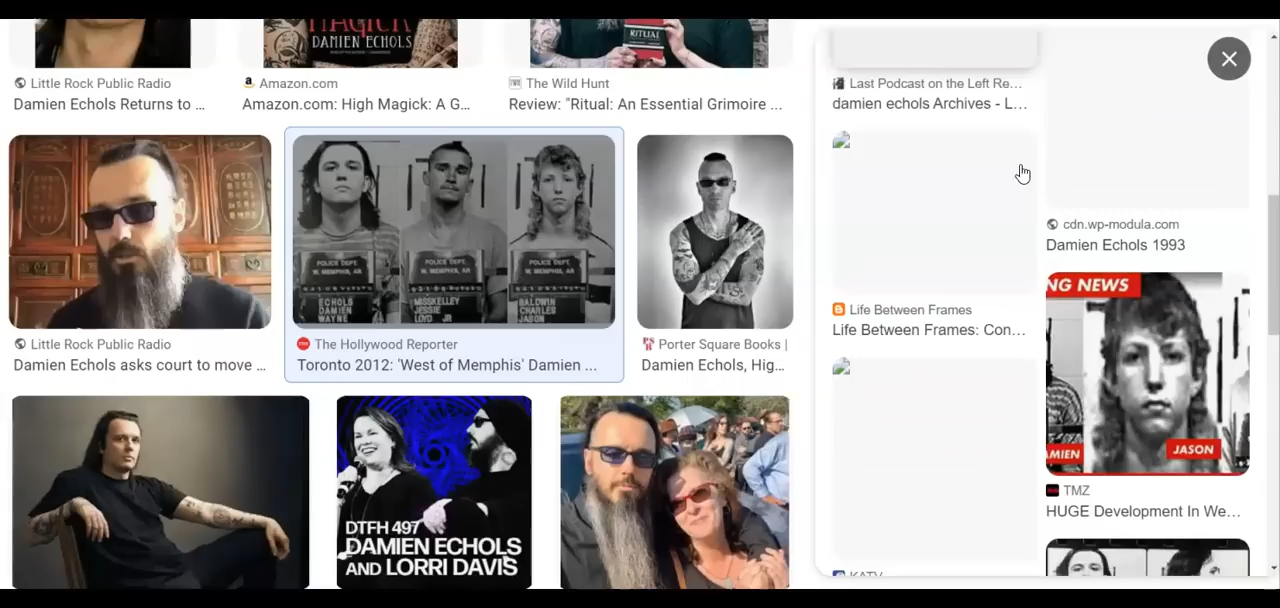 MAGICK
DAMIEN ECHOLS
RITUAL
Little Rock Public Radio
Damien Echols Returns to ...
a Amazon.com
Amazon.com: High Magick: A G...
The Wild Hunt
Review: "Ritual: An Essential Grimoire ...
POLICE DEPT.
W. MEMPHIS, AR
ECHOLS
DAMIEN
WAYNE
POLICE DEPT.
W. MEMPHIS, AR
MISSKELLEY
JESSIE
LOYD JR
POLICE DEPT.
W. MEMPHIS, AR
BALDWIN
CHARLES
JASON
Little Rock Public Radio
Damien Echols asks court to move ...
The Hollywood Reporter
Toronto 2012: 'West of Memphis' Damien ...
Porter Square Books |
Damien Echols, Hig...
DTFH 497
DAMIEN ECHOLS
AND LORRI DAVIS
Last Podcast on the Left Re...
damien echols Archives - L...
Life Between Frames
Life Between Frames: Con...
KATV
cdn.wp-modula.com
Damien Echols 1993
NG NEWS
AMIEN
JASON
TMZ
HUGE Development In We...